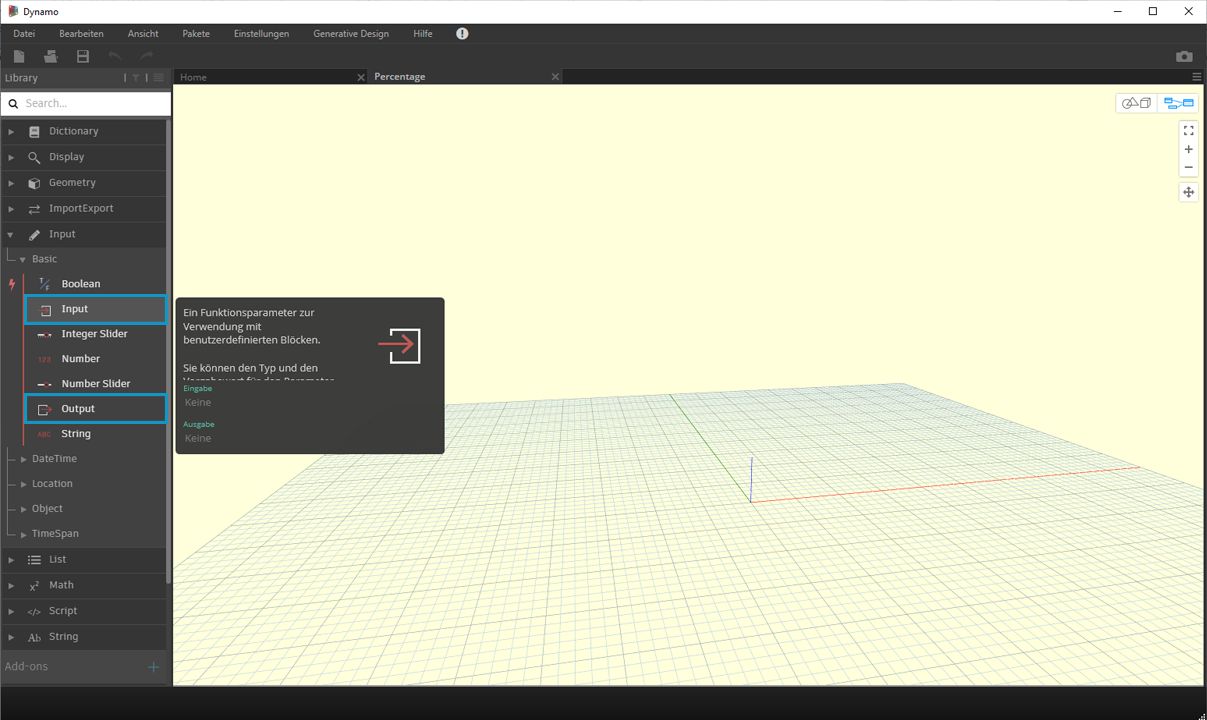 Dynamo
Datei Bearbeiten Ansicht Pakete Einstellungen Generative Design Hilfe
Library
Home
Percentage
Search...
Dictionary
Display
Geometry
ImportExport
Input
Basic
Boolean
Input
Integer Slider
Number
Number Slider
Output
String
DateTime
Location
Object
TimeSpan
List
Math
Script
String
Add-ons
Ein Funktionsparameter zur
Verwendung mit
benutzerdefinierten Blöcken.
Sie können den Typ und den
Eingabe
Keine
Ausgabe
Keine